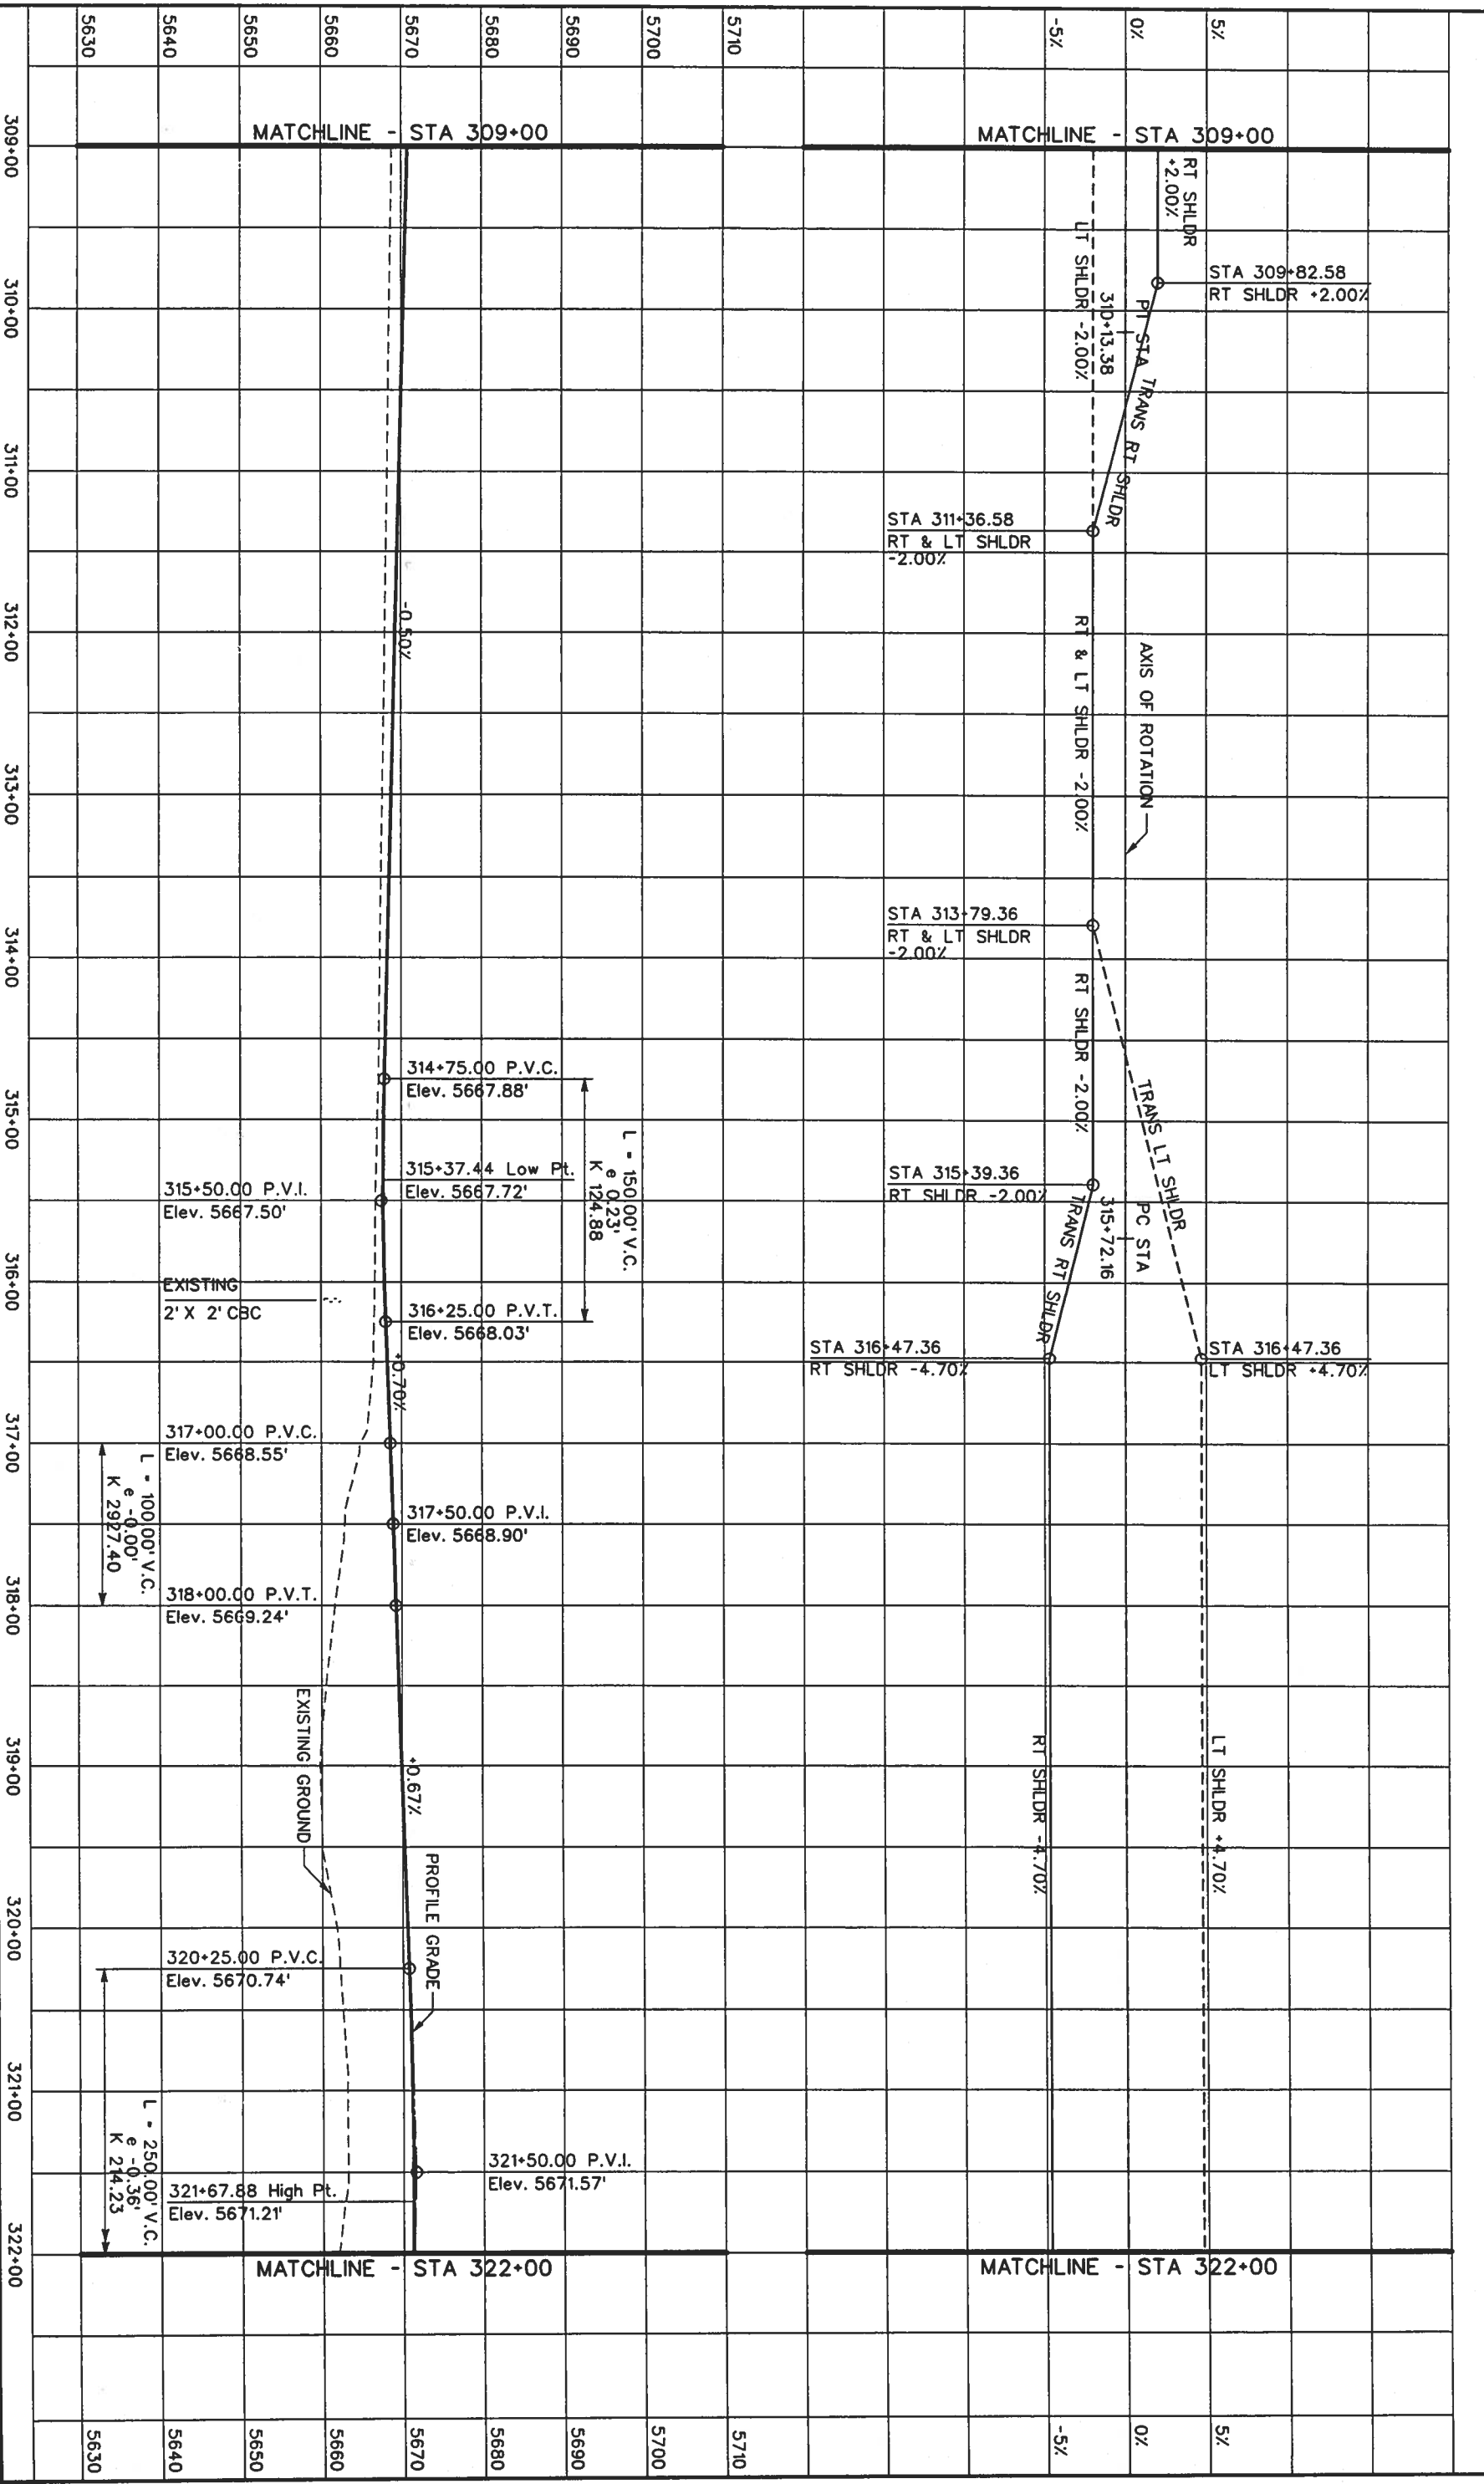 5%
0%
-5%
MATCHLINE - STA 309+00
RT SHLDR
+2.00%
STA 309+82.58
RT SHLDR +2.00%
PT STA
310+13.38
TRANS RT SHLDR
LT SHLDR -2.00%
STA 311+36.58
RT & LT SHLDR
-2.00%
RT & LT SHLDR -2.00%
AXIS OF ROTATION
STA 313+79.36
RT & LT SHLDR
-2.00%
RT SHLDR -2.00%
TRANS LT SHLDR
STA 315+39.36
RT SHLDR -2.00%
PC STA
315+72.16
TRANS RT SHLDR
STA 316+47.36
RT SHLDR -4.70%
STA 316+47.36
LT SHLDR +4.70%
LT SHLDR +4.70%
RT SHLDR -4.70%
MATCHLINE - STA 322+00
5%
0%
-5%
5710
5700
5690
5680
5670
5660
5650
5640
5630
MATCHLINE - STA 309+00
-0.50%
314+75.00 P.V.C.
Elev. 5667.88'
L = 150.00' V.C.
e 0.23'
K 124.88
315+37.44 Low Pt.
Elev. 5667.72'
315+50.00 P.V.I.
Elev. 5667.50'
EXISTING
2' X 2' CBC
316+25.00 P.V.T.
Elev. 5668.03'
+0.70%
317+00.00 P.V.C.
Elev. 5668.55'
L = 100.00' V.C.
e -0.00'
K 2927.40
317+50.00 P.V.I.
Elev. 5668.90'
318+00.00 P.V.T.
Elev. 5669.24'
EXISTING GROUND
+0.67%
PROFILE GRADE
320+25.00 P.V.C.
Elev. 5670.74'
L = 250.00' V.C.
e -0.36'
K 214.23
321+50.00 P.V.I.
Elev. 5671.57'
321+67.88 High Pt.
Elev. 5671.21'
MATCHLINE - STA 322+00
5710
5700
5690
5680
5670
5660
5650
5640
5630
309+00
310+00
311+00
312+00
313+00
314+00
315+00
316+00
317+00
318+00
319+00
320+00
321+00
322+00